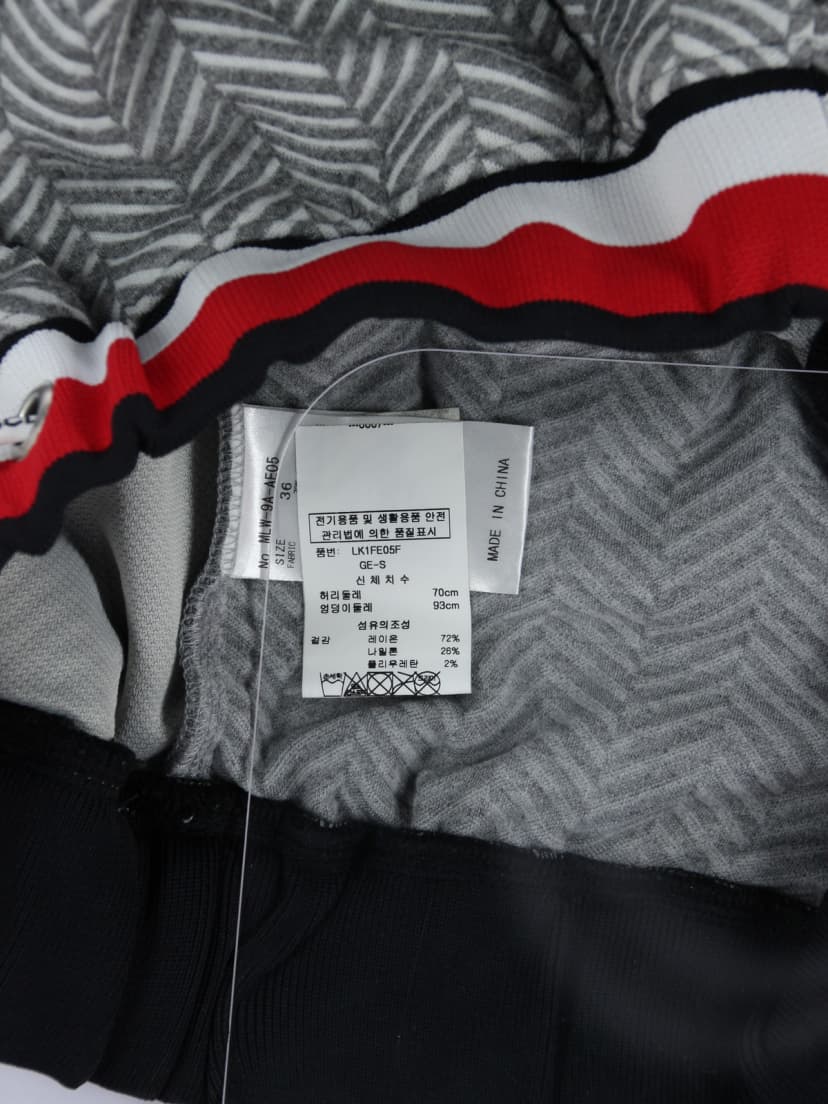 No MLW-9A-AE05
SIZE 36
FABRIC
전기용품 및 생활용품 안전
관리법에 의한 품질표시
품번: LK1FE05F
GE-S
신체치수
허리둘레 70cm
엉덩이둘레 93cm
섬유의조성
겉감 레이온 72%
나일론 26%
폴리우레탄 2%
손세탁
MADE IN CHINA